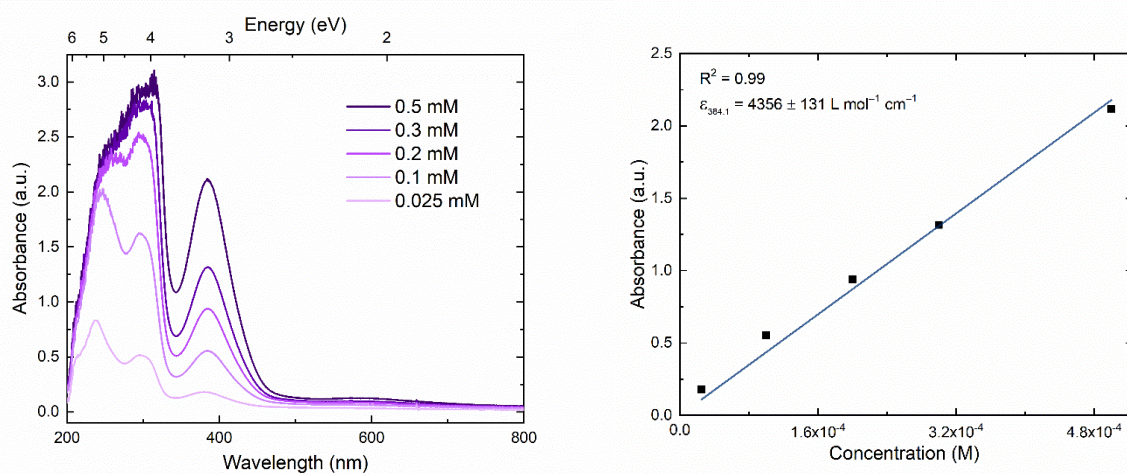 Energy (eV)
6 5 4 3 2
3.0
2.5
2.0
1.5
1.0
0.5
0.0
Absorbance (a.u.)
0.5 mM
0.3 mM
0.2 mM
0.1 mM
0.025 mM
200 400 600 800
Wavelength (nm)
2.5
2.0
1.5
1.0
0.5
0.0
Absorbance (a.u.)
R² = 0.99
ε₃₈₄.₁ = 4356 ± 131 L mol⁻¹ cm⁻¹
0.0 1.6x10⁻⁴ 3.2x10⁻⁴ 4.8x10⁻⁴
Concentration (M)